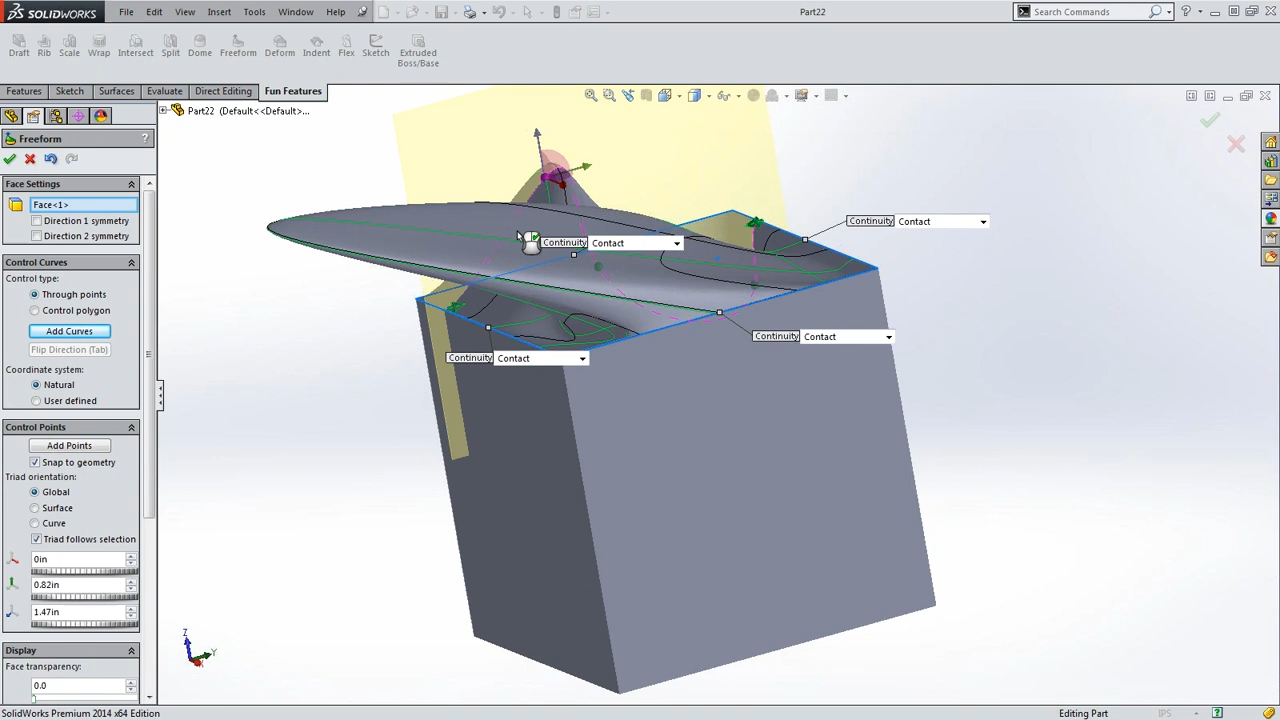 SOLIDWORKS
File Edit View Insert Tools Window Help
Part22
Search Commands
Draft Rib Scale Wrap Intersect Split Dome Freeform Deform Indent Flex Sketch Extruded
Boss/Base
Features Sketch Surfaces Evaluate Direct Editing Fun Features
Part22 (Default<<Default>...
Freeform
?
Face Settings
Face<1>
Direction 1 symmetry
Direction 2 symmetry
Control Curves
Control type:
Through points
Control polygon
Add Curves
Flip Direction (Tab)
Coordinate system:
Natural
User defined
Control Points
Add Points
Snap to geometry
Triad orientation:
Global
Surface
Curve
Triad follows selection
0in
0.82in
1.47in
Display
Face transparency:
0.0
Continuity Contact
Continuity Contact
Continuity Contact
Continuity Contact
Z
Y
X
SolidWorks Premium 2014 x64 Edition
Editing Part
IPS